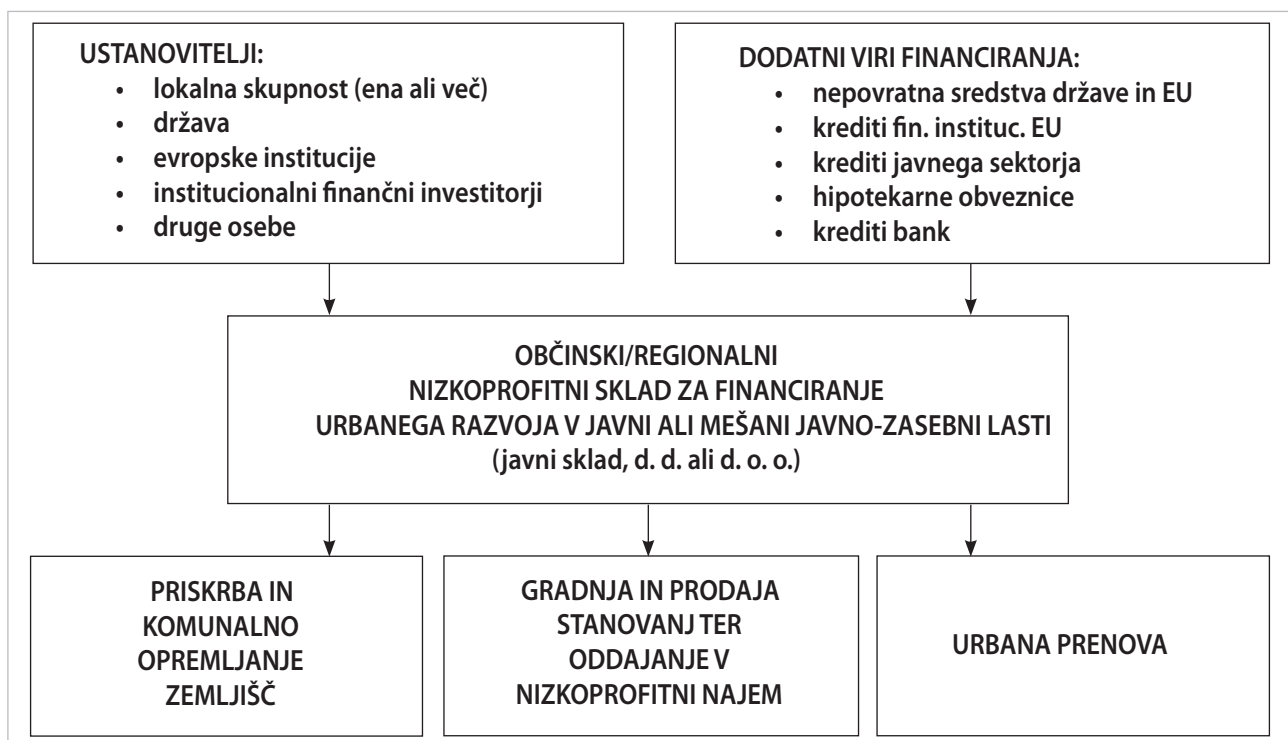 USTANOVITELJI:
• lokalna skupnost (ena ali več)
• država
• evropske institucije
• institucionalni finančni investitorji
• druge osebe
DODATNI VIRI FINANCIRANJA:
• nepovratna sredstva države in EU
• krediti fin. instituc. EU
• krediti javnega sektorja
• hipotekarne obveznice
• krediti bank
OBČINSKI/REGIONALNI
NIZKOPROFITNI SKLAD ZA FINANCIRANJE
URBANEGA RAZVOJA V JAVNI ALI MEŠANI JAVNO-ZASEBNI LASTI
(javni sklad, d. d. ali d. o. o.)
PRISKRBA IN
KOMUNALNO
OPREMLJANJE
ZEMLJIŠČ
GRADNJA IN PRODAJA
STANOVANJ TER
ODDAJANJE V
NIZKOPROFITNI NAJEM
URBANA PRENOVA